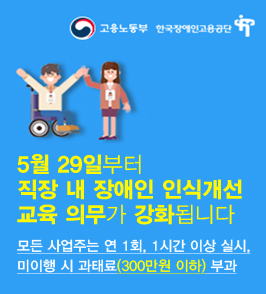 고용노동부 한국장애인고용공단
5월 29일부터
직장 내 장애인 인식개선
교육 의무가 강화됩니다
모든 사업주는 연 1회, 1시간 이상 실시,
미이행 시 과태료(300만원 이하) 부과